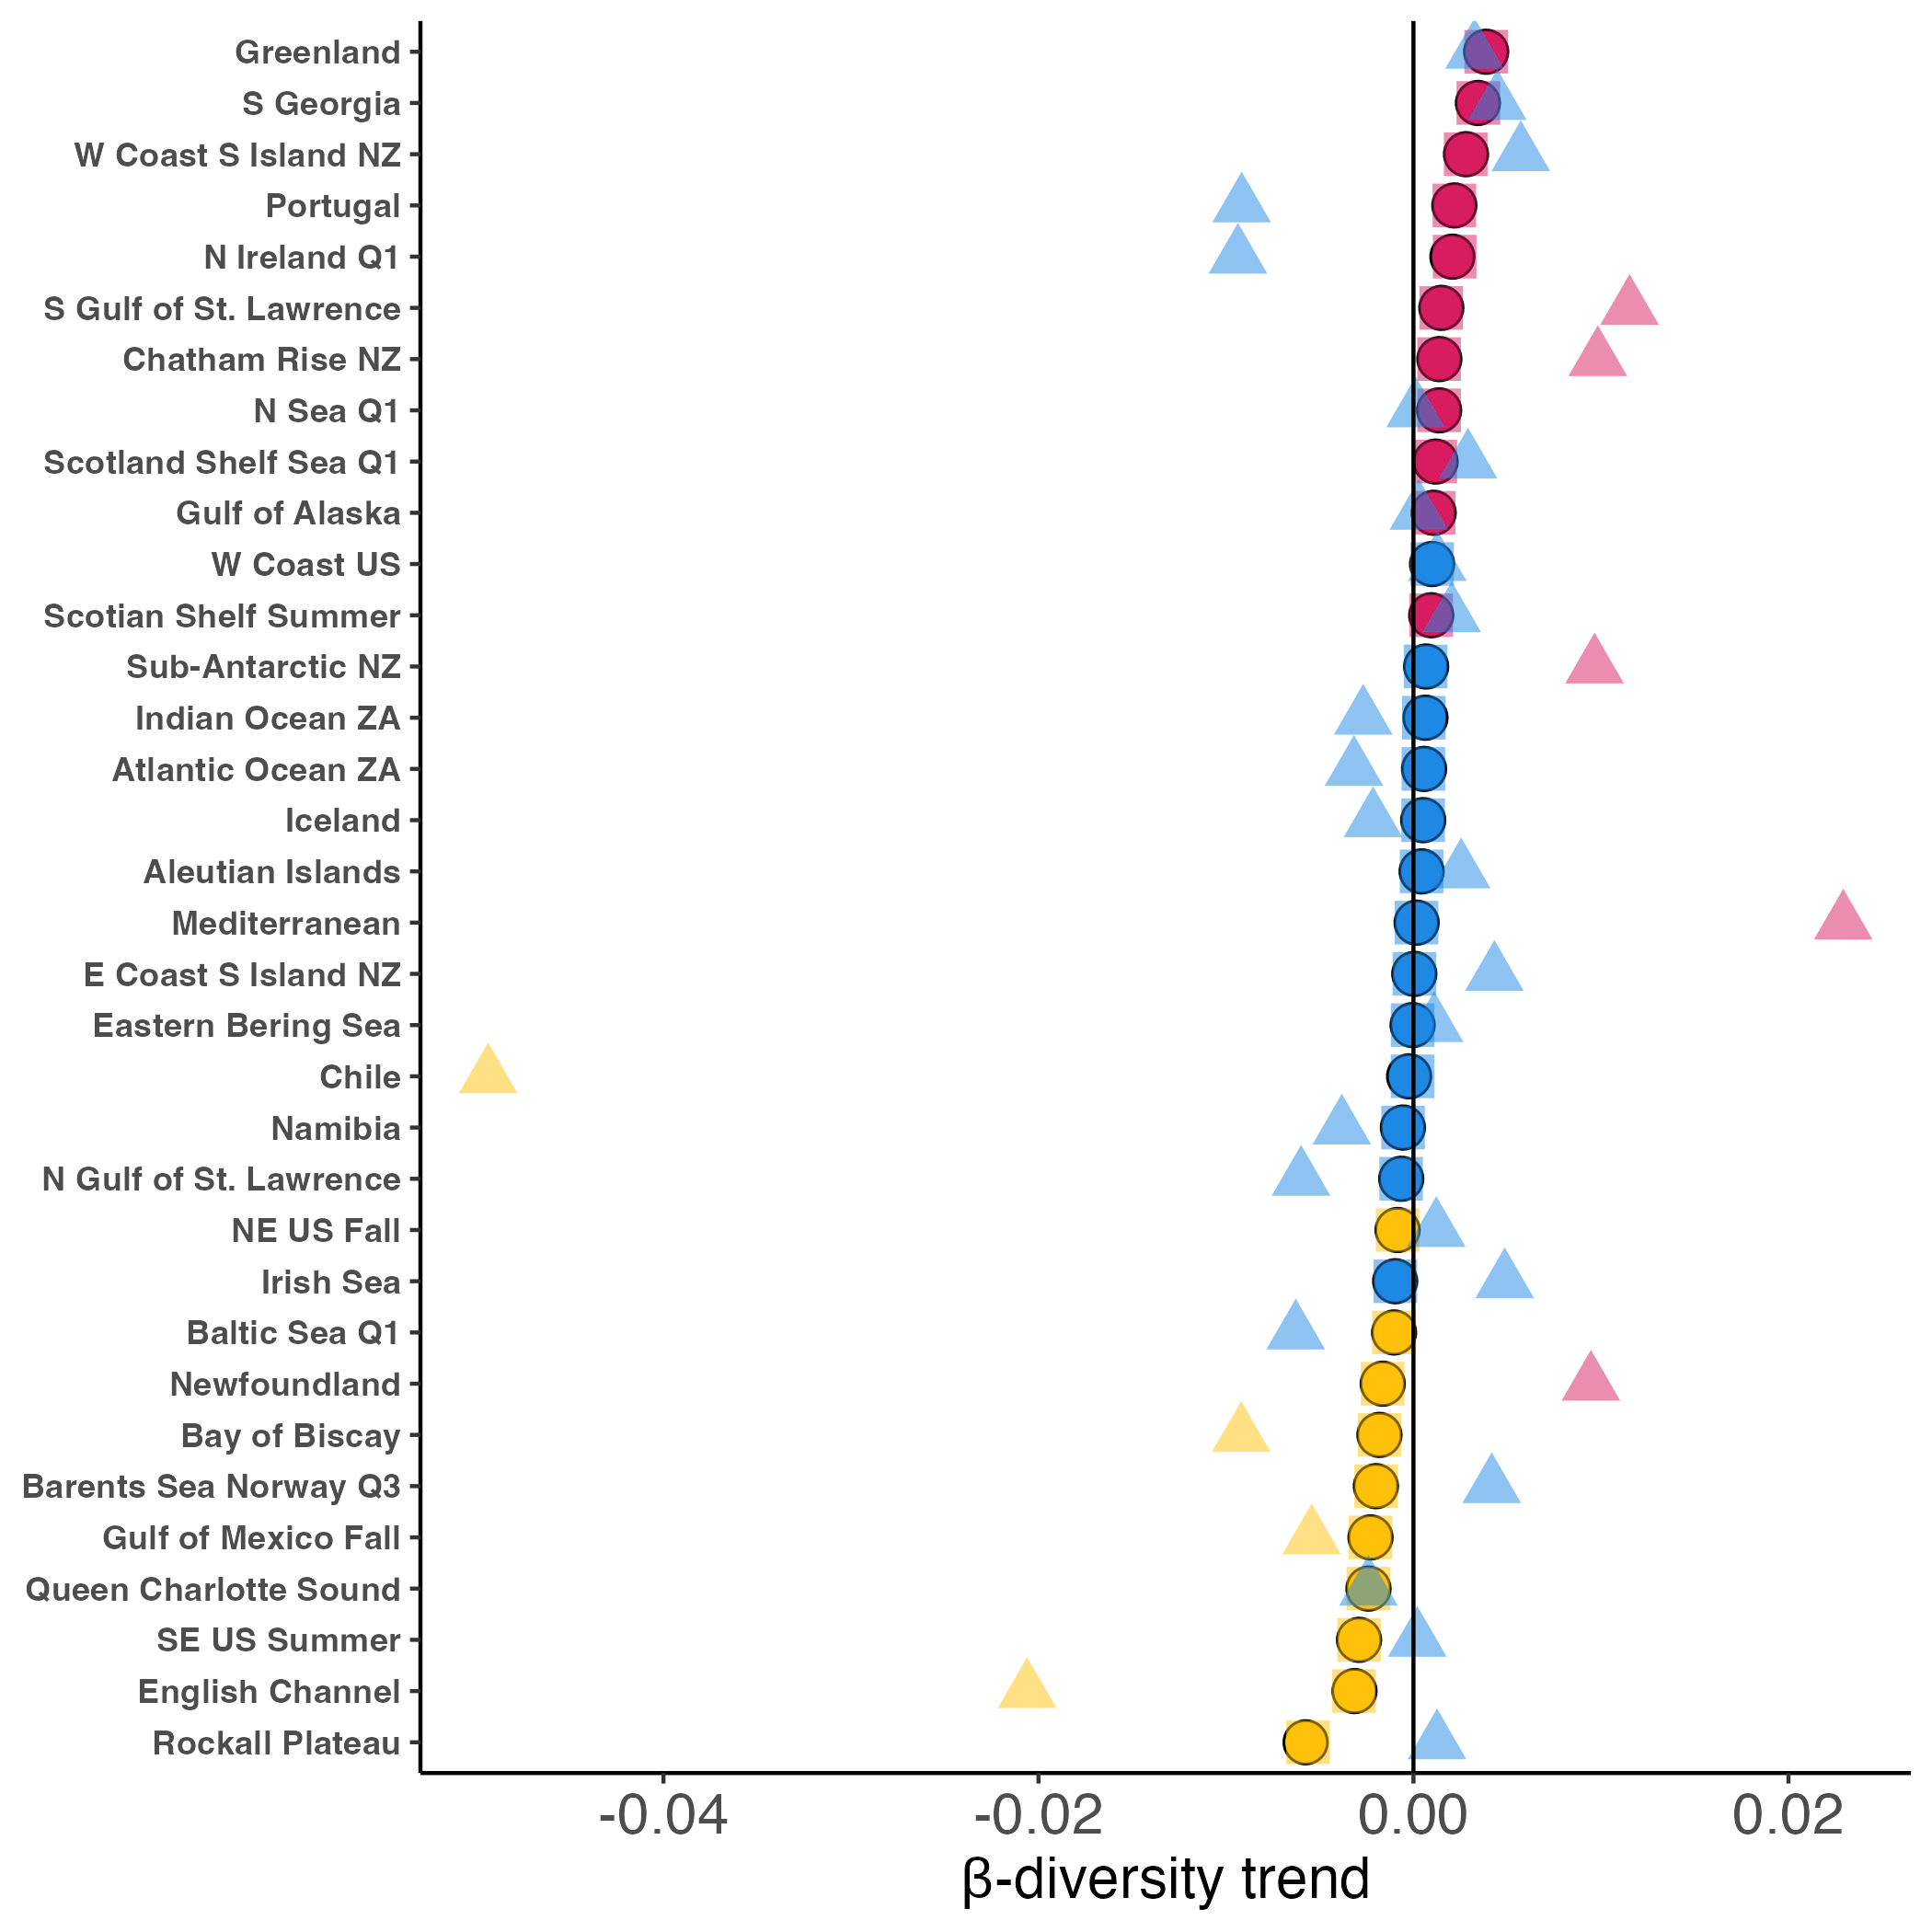 Greenland
S Georgia
W Coast S Island NZ
Portugal
N Ireland Q1
S Gulf of St. Lawrence
Chatham Rise NZ
N Sea Q1
Scotland Shelf Sea Q1
Gulf of Alaska
W Coast US
Scotian Shelf Summer
Sub-Antarctic NZ
Indian Ocean ZA
Atlantic Ocean ZA
Iceland
Aleutian Islands
Mediterranean
E Coast S Island NZ
Eastern Bering Sea
Chile
Namibia
N Gulf of St. Lawrence
NE US Fall
Irish Sea
Baltic Sea Q1
Newfoundland
Bay of Biscay
Barents Sea Norway Q3
Gulf of Mexico Fall
Queen Charlotte Sound
SE US Summer
English Channel
Rockall Plateau
-0.04 -0.02 0.00 0.02
β-diversity trend